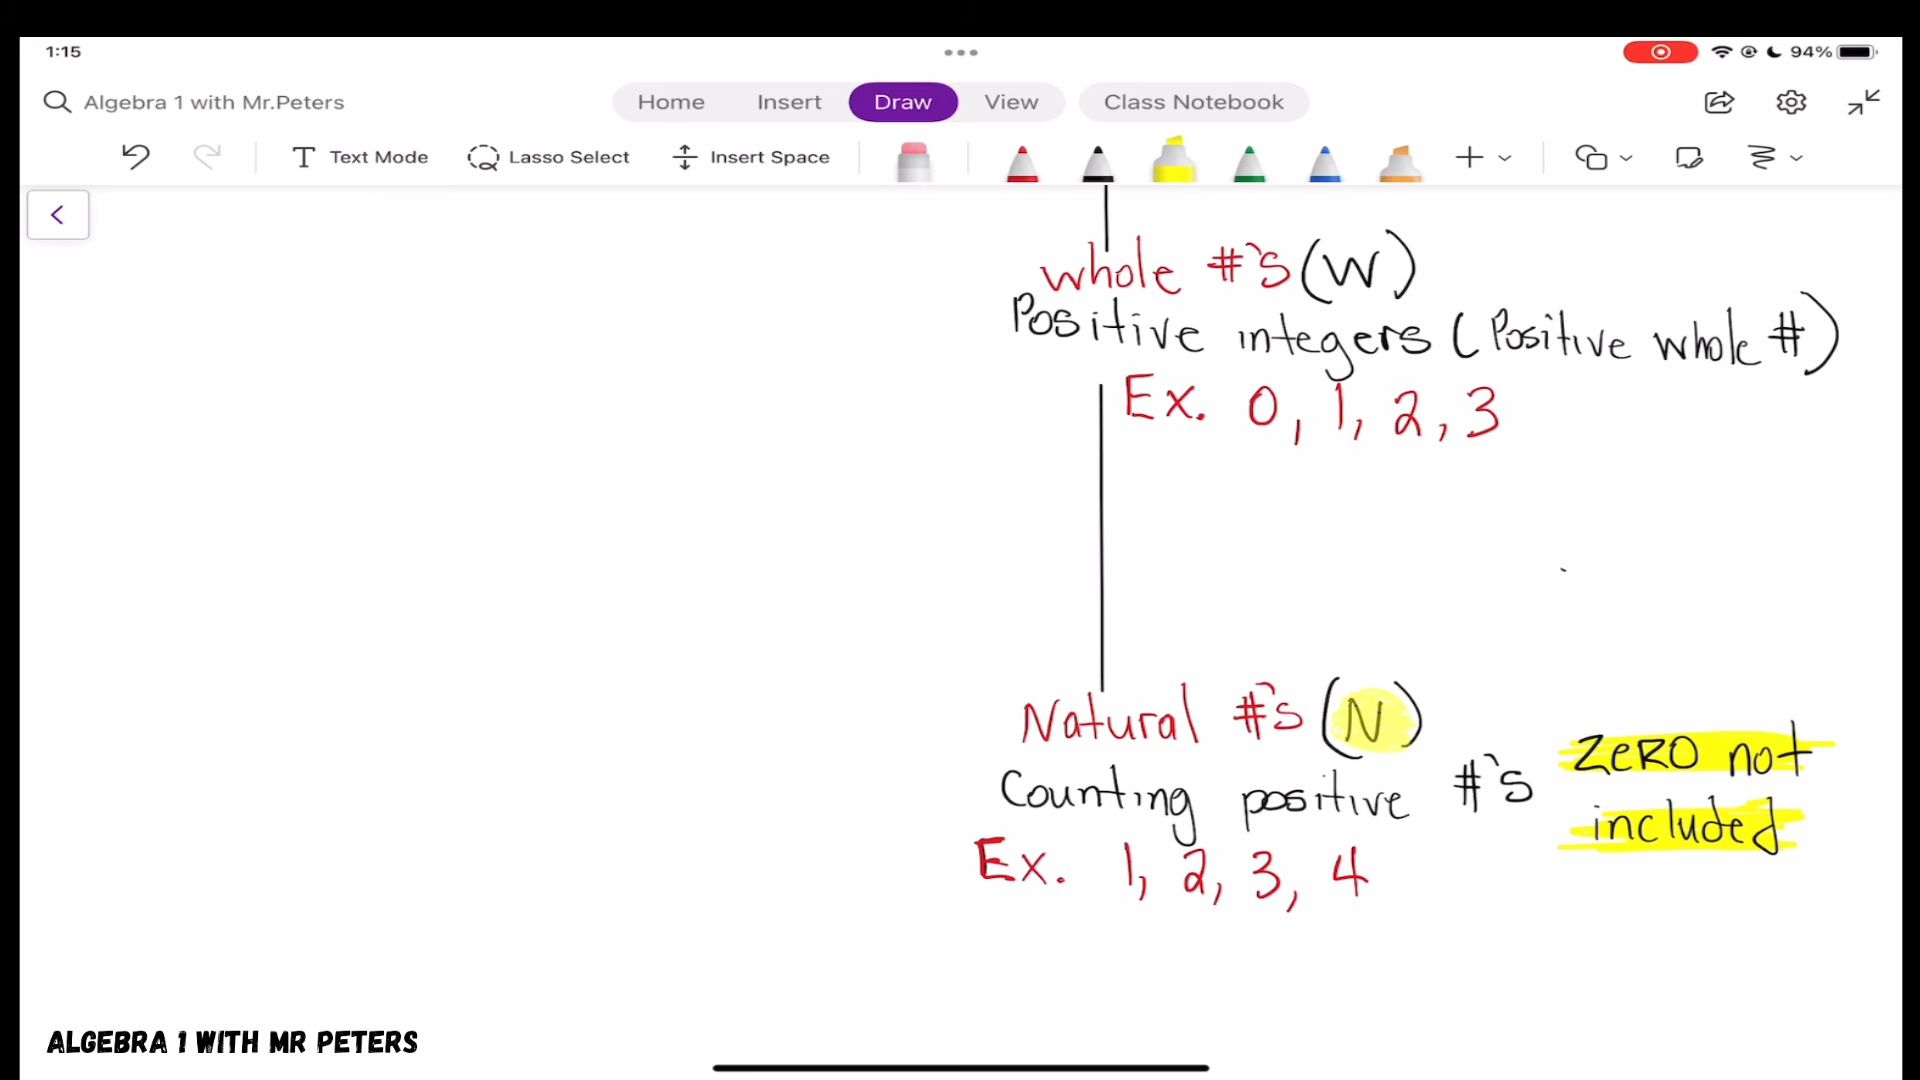 1:15
94%
Algebra 1 with Mr.Peters
Home Insert Draw View Class Notebook
Text Mode Lasso Select Insert Space
whole #'s (W)
Positive integers (Positive whole #)
Ex. 0, 1, 2, 3
Natural #'s (N)
Counting positive #'s
ZeRO not
included
Ex. 1, 2, 3, 4
ALGEBRA 1 WITH MR PETERS